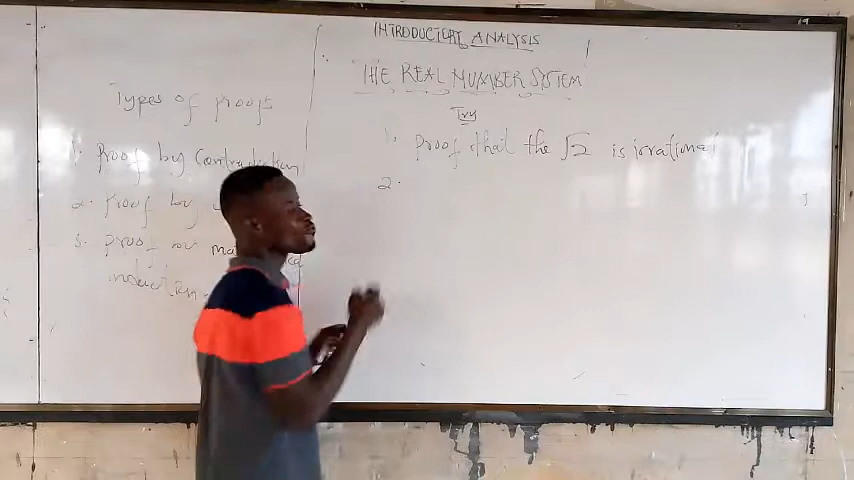 INTRODUCTORY ANALYSIS
THE REAL NUMBER SYSTEM
Types of proofs
1. Proof by Contradiction
2. Proof by
3. proof
induction
Try
1. Proof that the √2 is irrational
2.